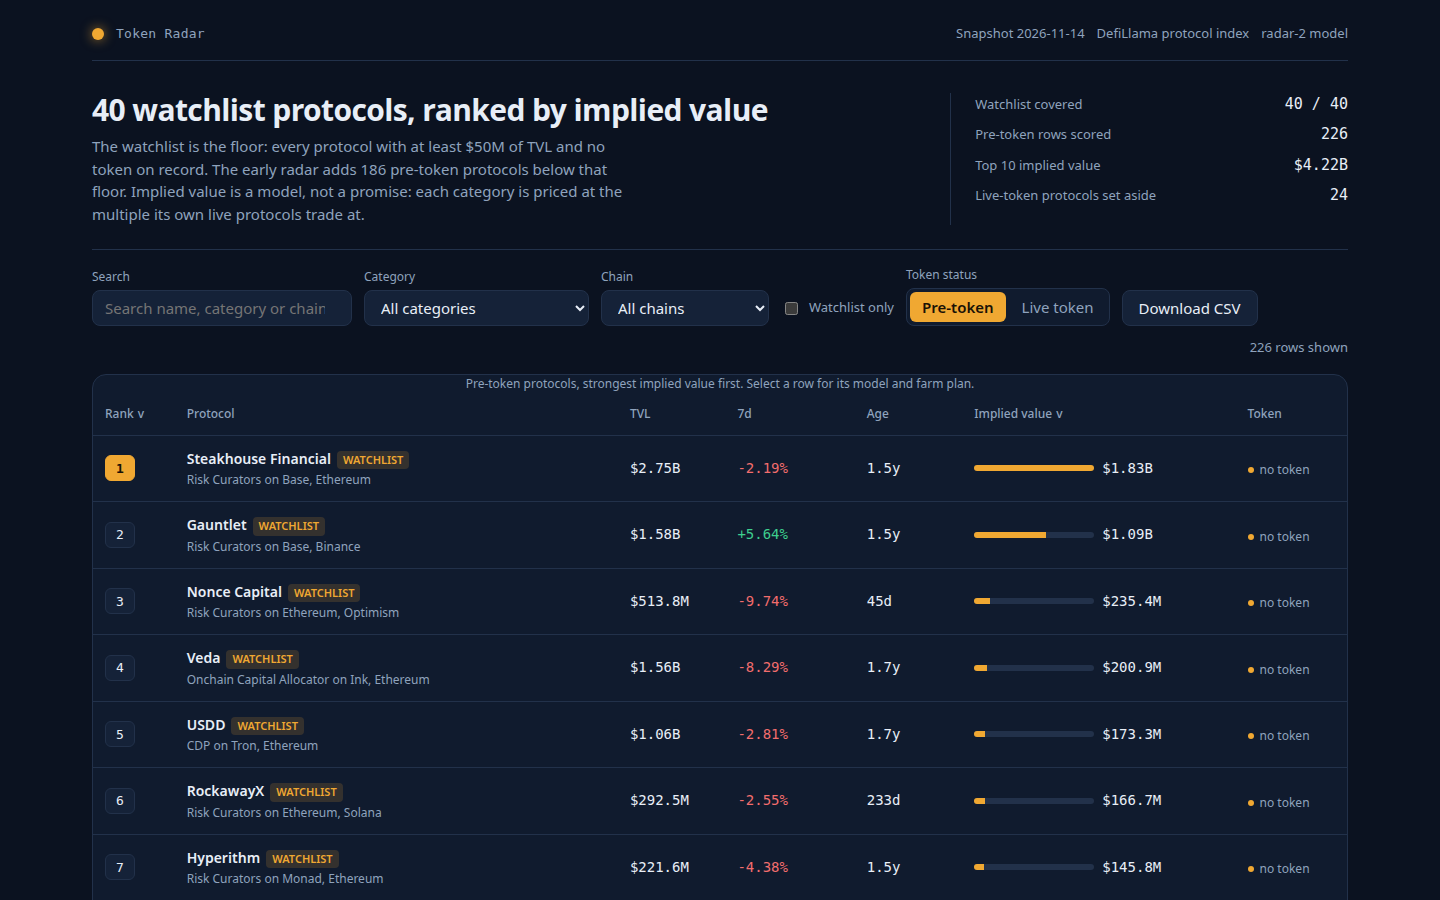 Token Radar
Snapshot 2026-11-14 DefiLlama protocol index radar-2 model
40 watchlist protocols, ranked by implied value
The watchlist is the floor: every protocol with at least $50M of TVL and no
token on record. The early radar adds 186 pre-token protocols below that
floor. Implied value is a model, not a promise: each category is priced at the
multiple its own live protocols trade at.
Watchlist covered 40 / 40
Pre-token rows scored 226
Top 10 implied value $4.22B
Live-token protocols set aside 24
Search Category Chain Token status
Search name, category or chain All categories All chains Watchlist only Pre-token Live token Download CSV
226 rows shown
Pre-token protocols, strongest implied value first. Select a row for its model and farm plan.
Rank v Protocol TVL 7d Age Implied value v Token
1 Steakhouse Financial WATCHLIST $2.75B -2.19% 1.5y $1.83B no token
Risk Curators on Base, Ethereum
2 Gauntlet WATCHLIST $1.58B +5.64% 1.5y $1.09B no token
Risk Curators on Base, Binance
3 Nonce Capital WATCHLIST $513.8M -9.74% 45d $235.4M no token
Risk Curators on Ethereum, Optimism
4 Veda WATCHLIST $1.56B -8.29% 1.7y $200.9M no token
Onchain Capital Allocator on Ink, Ethereum
5 USDD WATCHLIST $1.06B -2.81% 1.7y $173.3M no token
CDP on Tron, Ethereum
6 RockawayX WATCHLIST $292.5M -2.55% 233d $166.7M no token
Risk Curators on Ethereum, Solana
7 Hyperithm WATCHLIST $221.6M -4.38% 1.5y $145.8M no token
Risk Curators on Monad, Ethereum